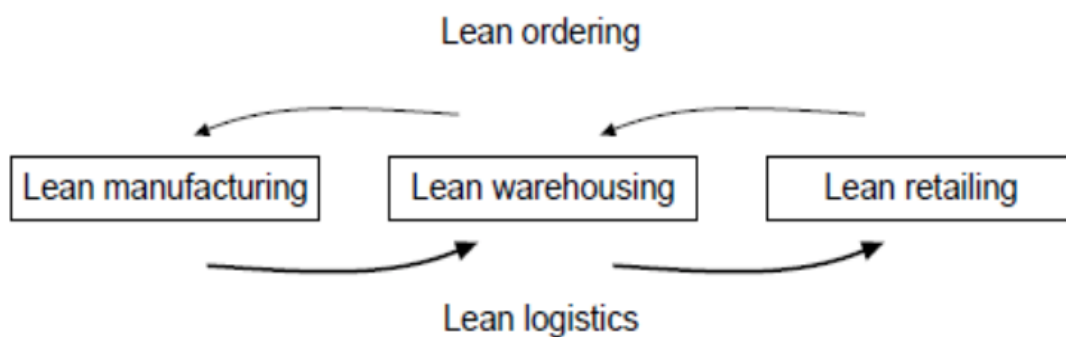 Lean ordering
Lean manufacturing
Lean warehousing
Lean retailing
Lean logistics